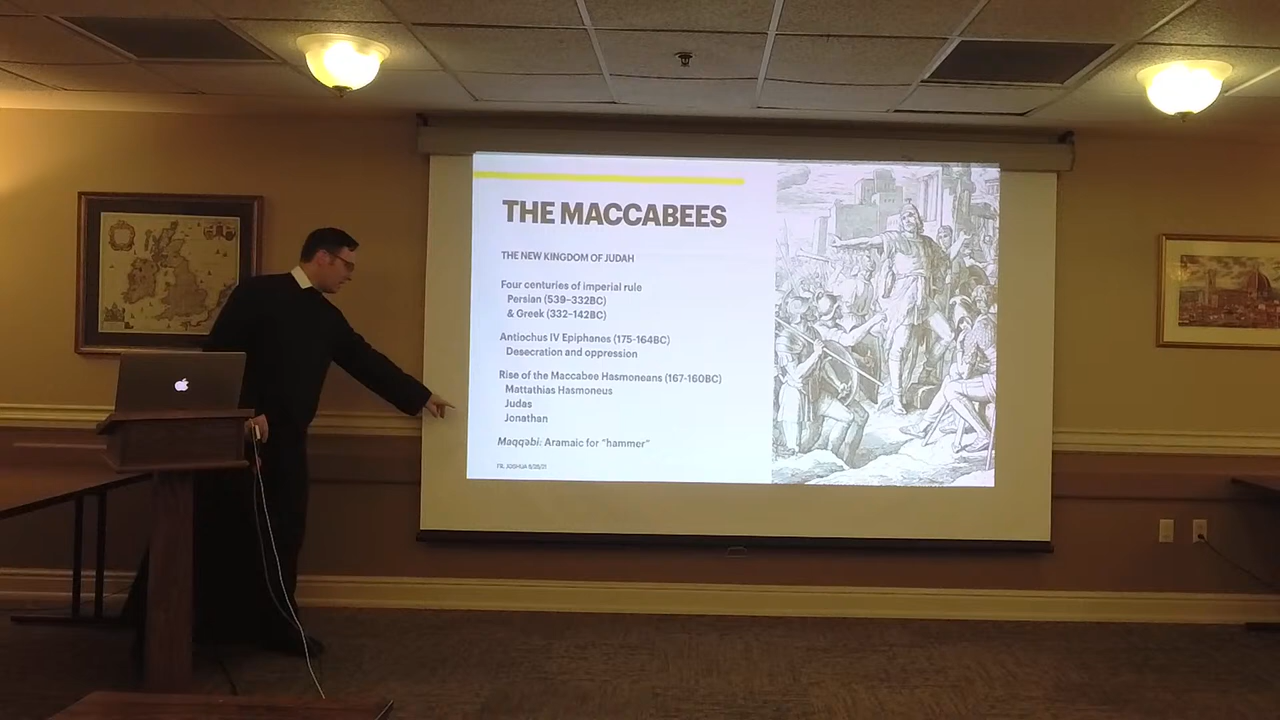 THE MACCABEES
THE NEW KINGDOM OF JUDAH
Four centuries of imperial rule
Persian (539–332BC)
& Greek (332-142BC)
Antiochus IV Epiphanes (175-164BC)
Desecration and oppression
Rise of the Maccabee Hasmoneans (167-160BC)
Mattathias Hasmoneus
Judas
Jonathan
Maqqəbi: Aramaic for "hammer"